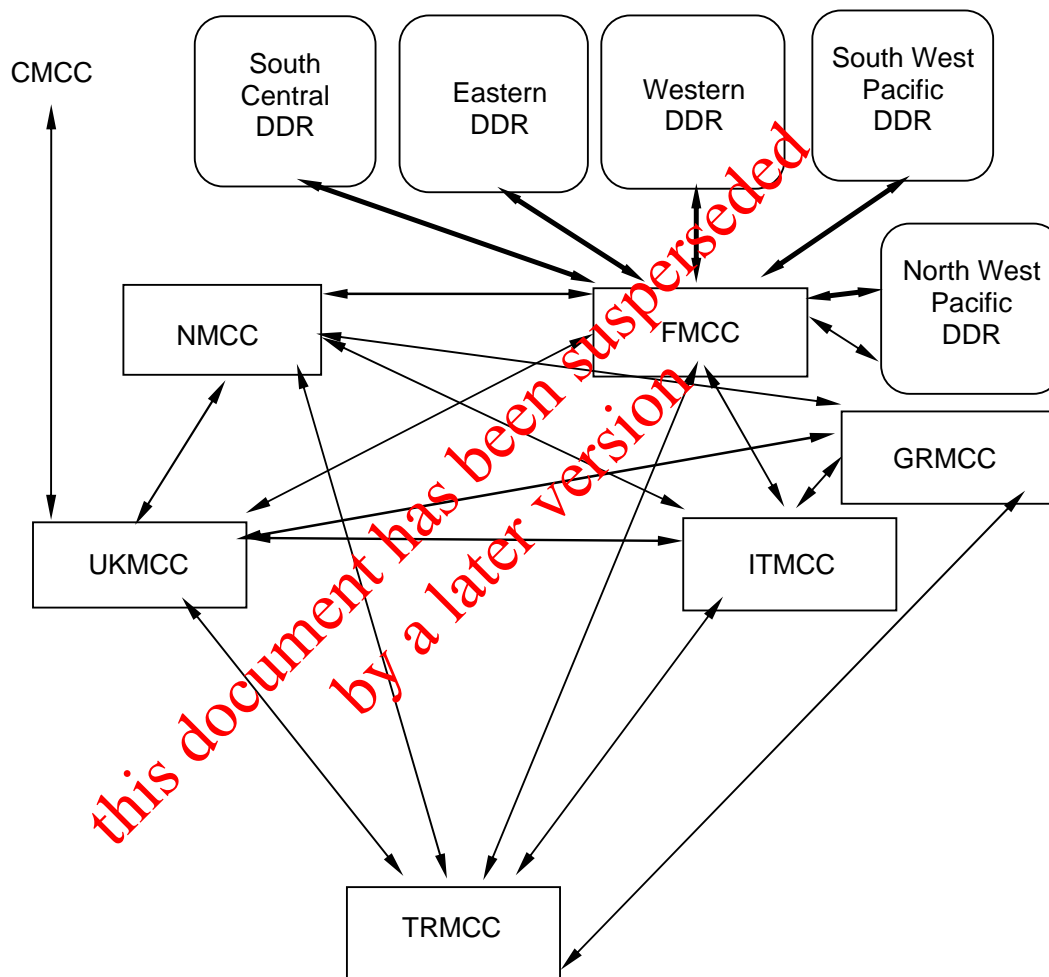 CMCC
South
Central
DDR
Eastern
DDR
Western
DDR
South West
Pacific
DDR
North West
Pacific
DDR
NMCC
FMCC
GRMCC
UKMCC
ITMCC
TRMCC
this document has been susperseded
by a later version